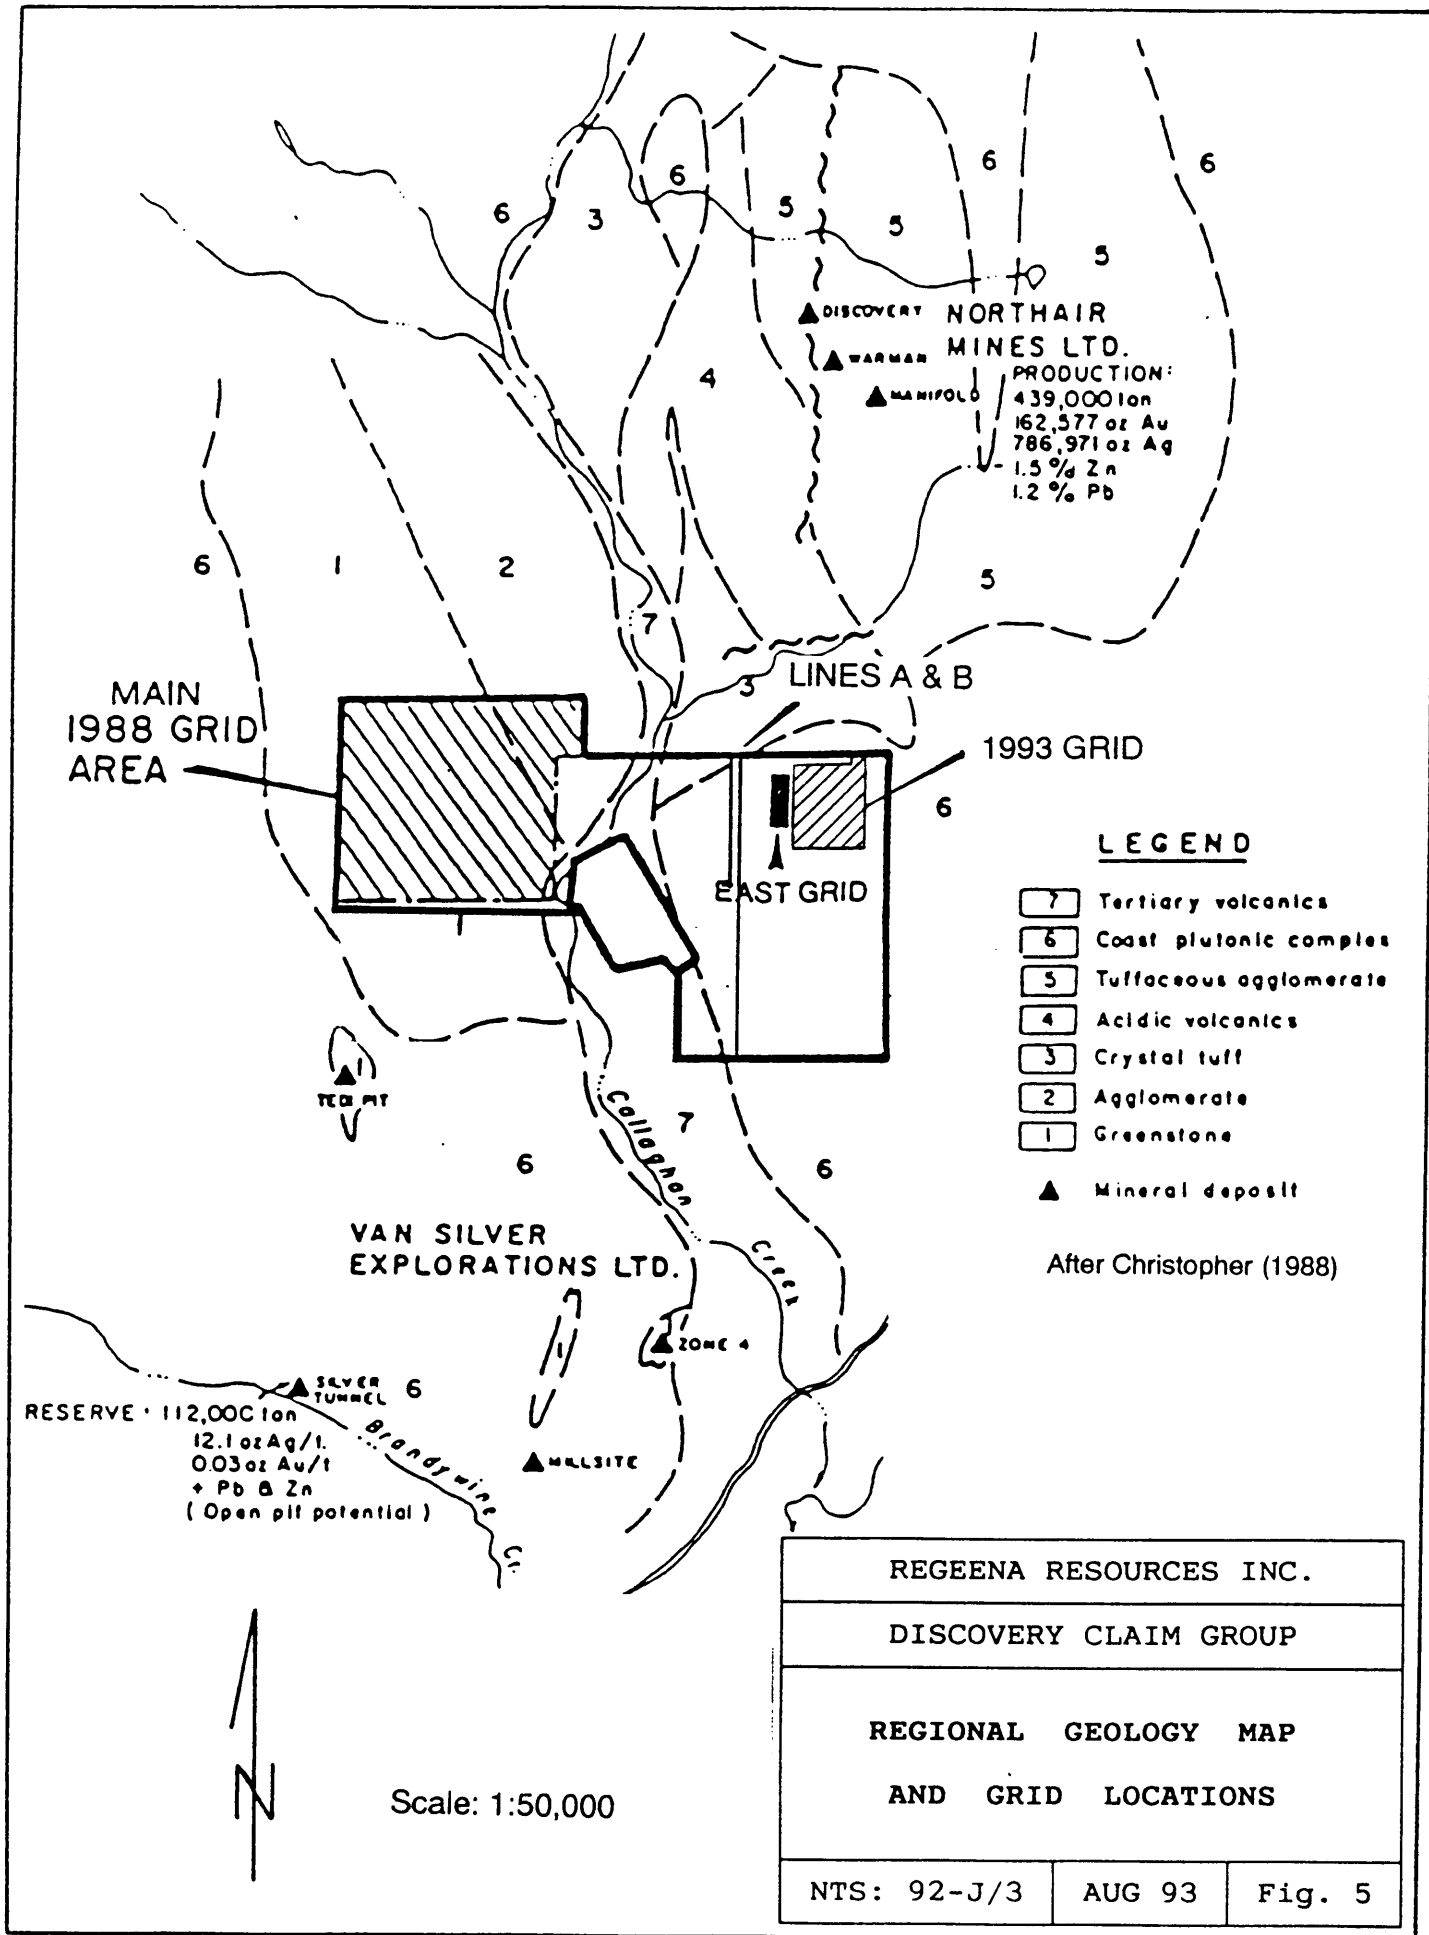 6
6
6
6
3
5
5
5
DISCOVERY
NORTHAIR
MINES LTD.
WARMAN
MANIFOLD
PRODUCTION:
439,000 ton
162,577 oz Au
786,971 oz Ag
1.5 % Zn
1.2 % Pb
4
6
1
2
5
7
3
LINES A & B
MAIN
1988 GRID
AREA
1993 GRID
6
EAST GRID
1
LEGEND
7 Tertiary volcanics
6 Coast plutonic complex
5 Tuffaceous agglomerate
4 Acidic volcanics
3 Crystal tuff
2 Agglomerate
1 Greenstone
▲ Mineral deposit
After Christopher (1988)
1
PIT
Callaghan
Creek
7
6
6
VAN SILVER
EXPLORATIONS LTD.
1
ZONE 4
SILVER
TUNNEL
6
RESERVE: 112,000 ton
12.1 oz Ag/t.
0.03 oz Au/t
+ Pb & Zn
( Open pit potential )
Brandywine
Cr.
MILLSITE
N
Scale: 1:50,000
REGEENA RESOURCES INC.
DISCOVERY CLAIM GROUP
REGIONAL GEOLOGY MAP
AND GRID LOCATIONS
NTS: 92-J/3
AUG 93
Fig. 5